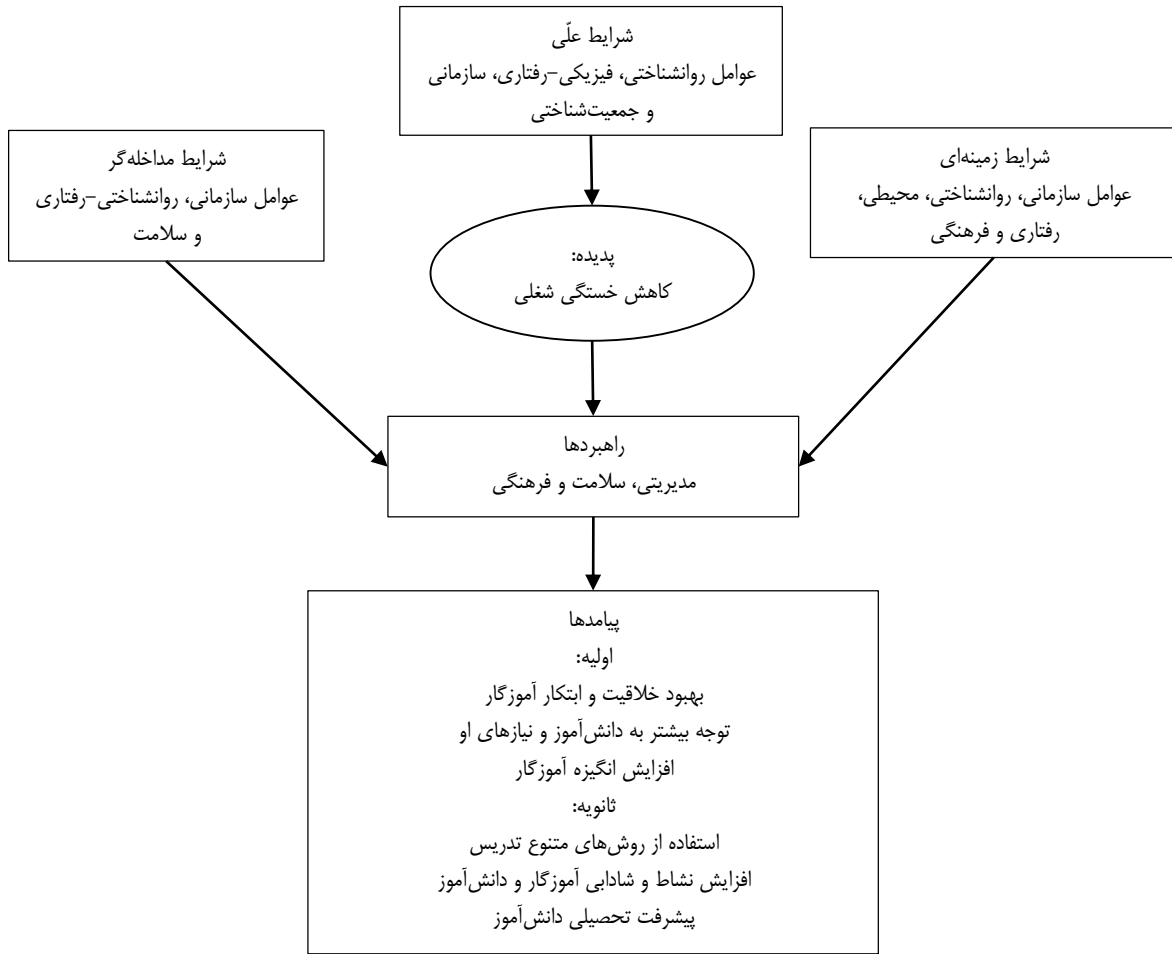 شرایط علّی
عوامل روانشناختی، فیزیکی-رفتاری، سازمانی
و جمعیت‌شناختی
شرایط زمینه‌ای
عوامل سازمانی، روانشناختی، محیطی،
رفتاری و فرهنگی
شرایط مداخله‌گر
عوامل سازمانی، روانشناختی-رفتاری
و سلامت
پدیده:
کاهش خستگی شغلی
راهبردها
مدیریتی، سلامت و فرهنگی
پیامدها
اولیه:
بهبود خلاقیت و ابتکار آموزگار
توجه بیشتر به دانش‌آموز و نیازهای او
افزایش انگیزه آموزگار
ثانویه:
استفاده از روش‌های متنوع تدریس
افزایش نشاط و شادابی آموزگار و دانش‌آموز
پیشرفت تحصیلی دانش‌آموز